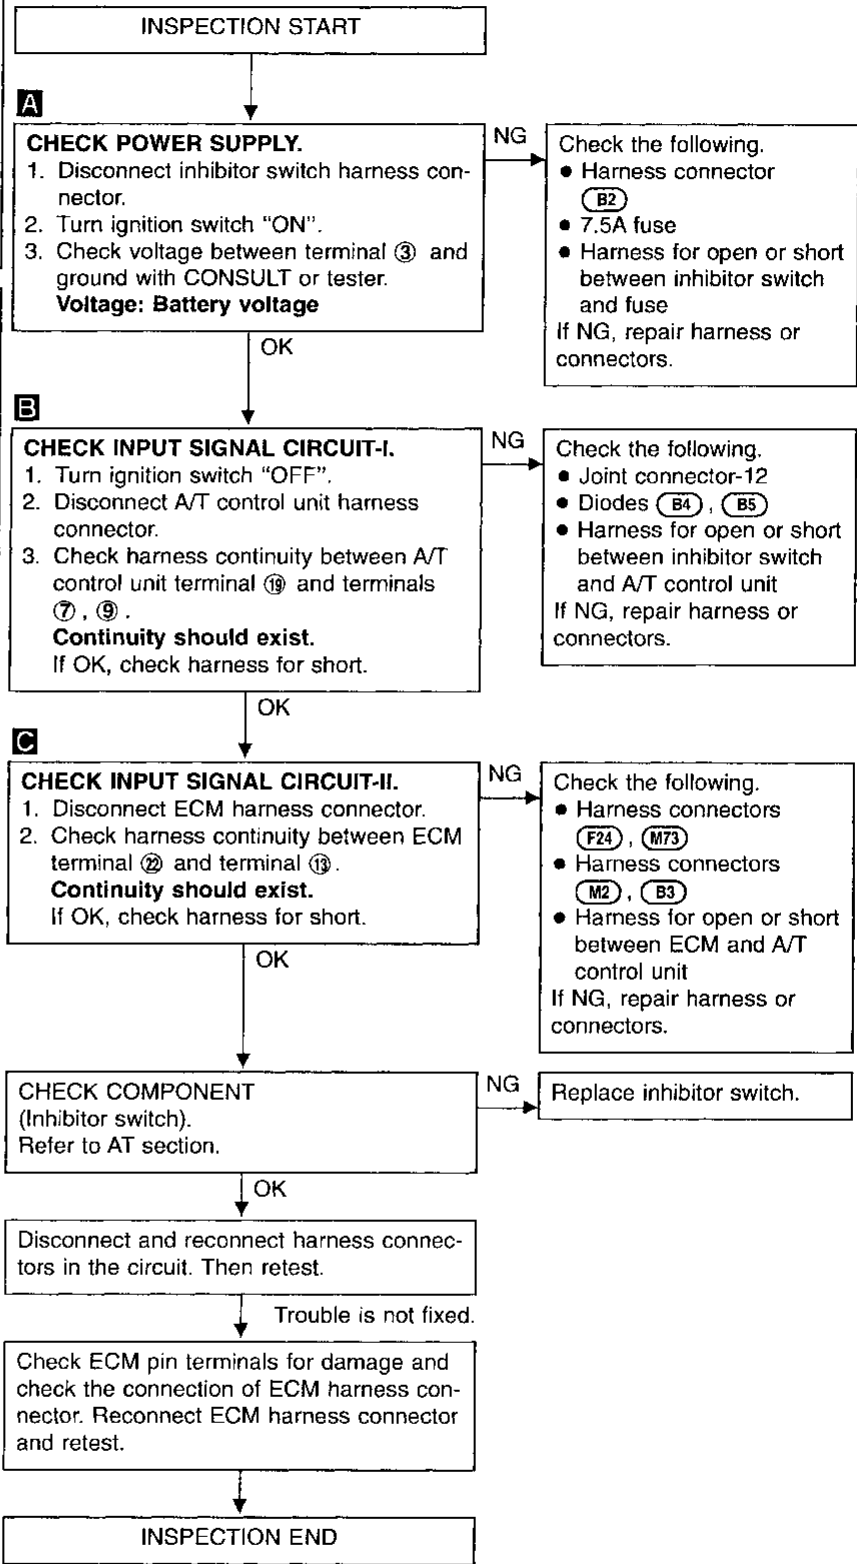 INSPECTION START
A
CHECK POWER SUPPLY.
1. Disconnect inhibitor switch harness con-
nector.
2. Turn ignition switch "ON".
3. Check voltage between terminal ③ and
ground with CONSULT or tester.
Voltage: Battery voltage
NG
Check the following.
● Harness connector
B2
● 7.5A fuse
● Harness for open or short
between inhibitor switch
and fuse
If NG, repair harness or
connectors.
OK
B
CHECK INPUT SIGNAL CIRCUIT-I.
1. Turn ignition switch "OFF".
2. Disconnect A/T control unit harness
connector.
3. Check harness continuity between A/T
control unit terminal ⑲ and terminals
⑦, ⑨.
Continuity should exist.
If OK, check harness for short.
NG
Check the following.
● Joint connector-12
● Diodes B4, B5
● Harness for open or short
between inhibitor switch
and A/T control unit
If NG, repair harness or
connectors.
OK
C
CHECK INPUT SIGNAL CIRCUIT-II.
1. Disconnect ECM harness connector.
2. Check harness continuity between ECM
terminal ㉒ and terminal ⑬.
Continuity should exist.
If OK, check harness for short.
NG
Check the following.
● Harness connectors
F24, M73
● Harness connectors
M2, B3
● Harness for open or short
between ECM and A/T
control unit
If NG, repair harness or
connectors.
OK
CHECK COMPONENT
(Inhibitor switch).
Refer to AT section.
NG
Replace inhibitor switch.
OK
Disconnect and reconnect harness connec-
tors in the circuit. Then retest.
Trouble is not fixed.
Check ECM pin terminals for damage and
check the connection of ECM harness con-
nector. Reconnect ECM harness connector
and retest.
INSPECTION END